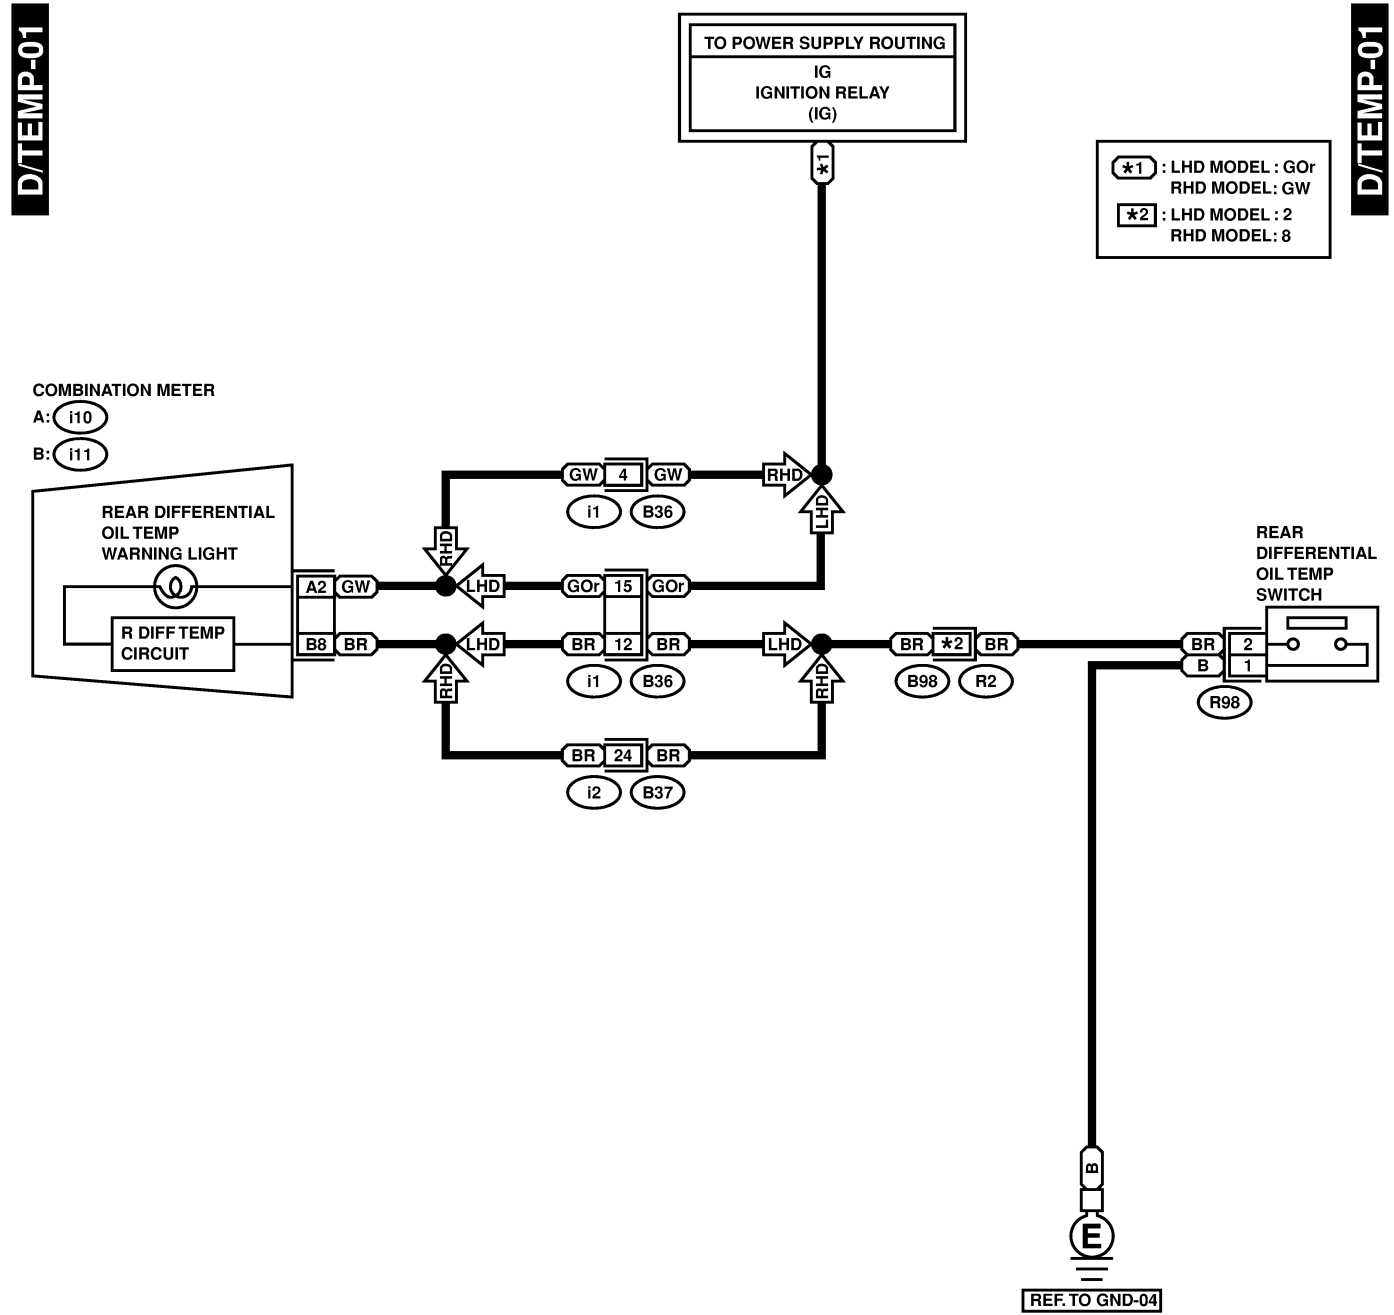 D/TEMP-01
D/TEMP-01
TO POWER SUPPLY ROUTING
IG
IGNITION RELAY
(IG)
*1
*1 : LHD MODEL : GOr
RHD MODEL: GW
*2 : LHD MODEL : 2
RHD MODEL: 8
COMBINATION METER
A: i10
B: i11
REAR DIFFERENTIAL
OIL TEMP
WARNING LIGHT
R DIFF TEMP
CIRCUIT
GW 4 GW RHD
i1 B36
RHD
LHD
A2 GW LHD GOr 15 GOr
B8 BR LHD BR 12 BR LHD BR *2 BR
i1 B36 B98 R2
RHD
RHD
BR 24 BR
i2 B37
REAR
DIFFERENTIAL
OIL TEMP
SWITCH
BR 2
B 1
R98
B
E
REF. TO GND-04